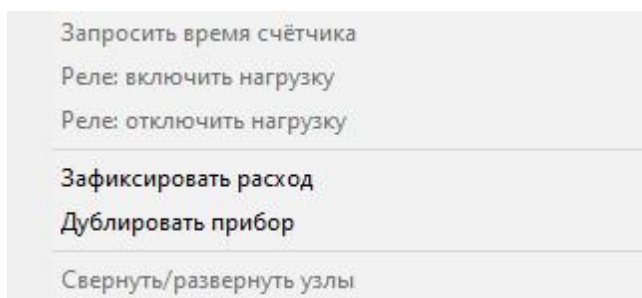 Запросить время счётчика
Реле: включить нагрузку
Реле: отключить нагрузку
Зафиксировать расход
Дублировать прибор
Свернуть/развернуть узлы